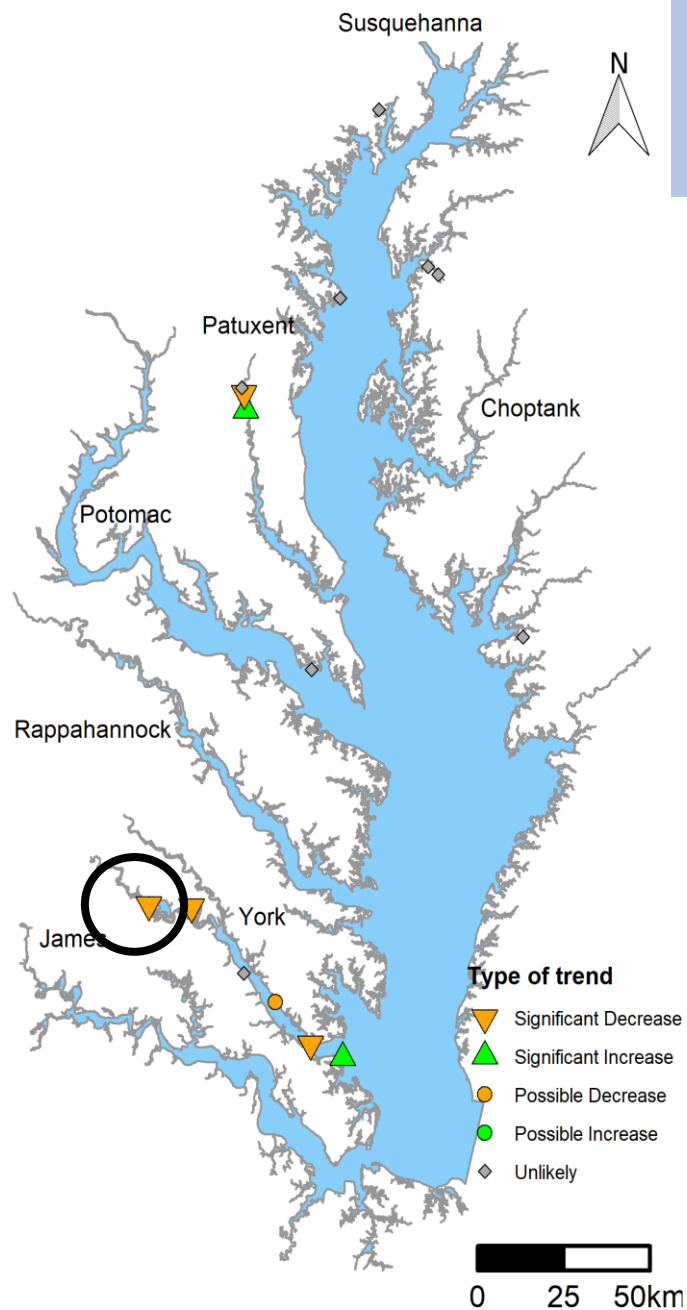 Susquehanna
N
Patuxent
Choptank
Potomac
Rappahannock
York
James
Type of trend
Significant Decrease
Significant Increase
Possible Decrease
Possible Increase
Unlikely
0 25 50km